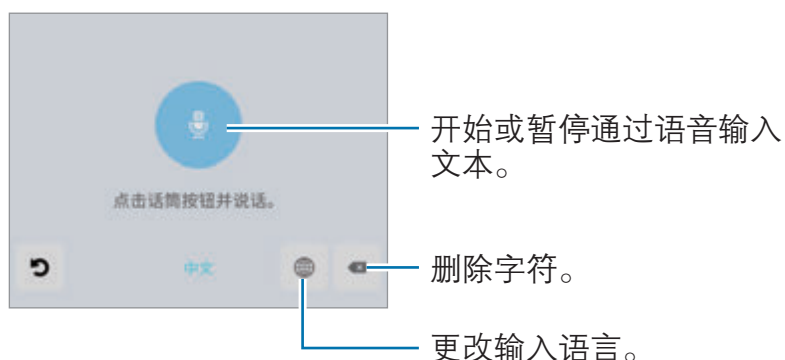 开始或暂停通过语音输入
文本。
点击话筒按钮并说话。
中文
删除字符。
更改输入语言。